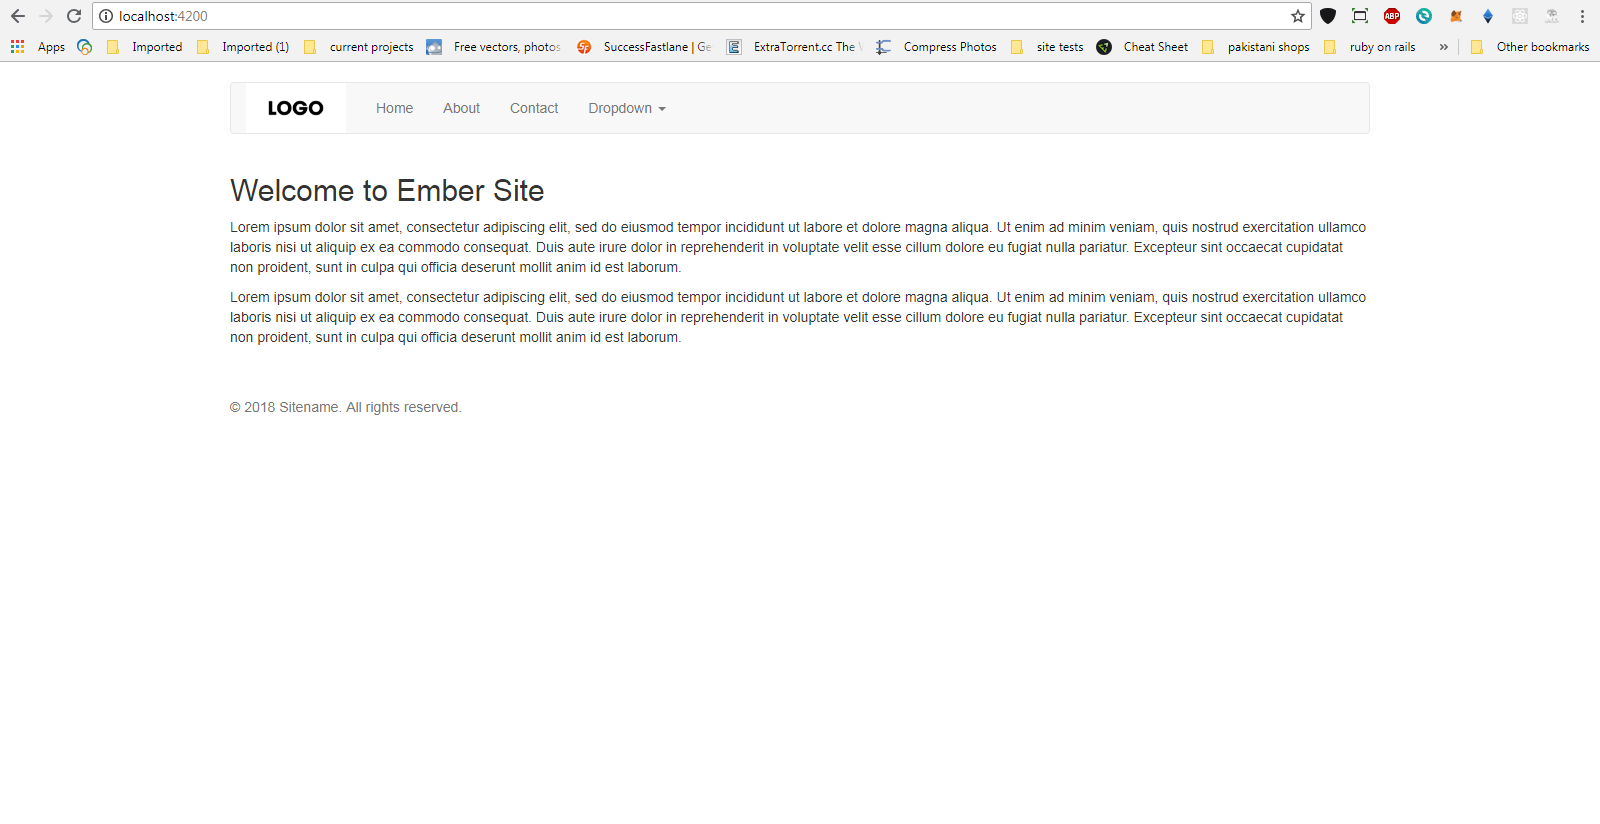 localhost:4200
Apps Imported Imported (1) current projects Free vectors, photos SuccessFastlane | Ge ExtraTorrent.cc The Compress Photos site tests Cheat Sheet pakistani shops ruby on rails » Other bookmarks
LOGO Home About Contact Dropdown
Welcome to Ember Site
Lorem ipsum dolor sit amet, consectetur adipiscing elit, sed do eiusmod tempor incididunt ut labore et dolore magna aliqua. Ut enim ad minim veniam, quis nostrud exercitation ullamco
laboris nisi ut aliquip ex ea commodo consequat. Duis aute irure dolor in reprehenderit in voluptate velit esse cillum dolore eu fugiat nulla pariatur. Excepteur sint occaecat cupidatat
non proident, sunt in culpa qui officia deserunt mollit anim id est laborum.
Lorem ipsum dolor sit amet, consectetur adipiscing elit, sed do eiusmod tempor incididunt ut labore et dolore magna aliqua. Ut enim ad minim veniam, quis nostrud exercitation ullamco
laboris nisi ut aliquip ex ea commodo consequat. Duis aute irure dolor in reprehenderit in voluptate velit esse cillum dolore eu fugiat nulla pariatur. Excepteur sint occaecat cupidatat
non proident, sunt in culpa qui officia deserunt mollit anim id est laborum.
© 2018 Sitename. All rights reserved.